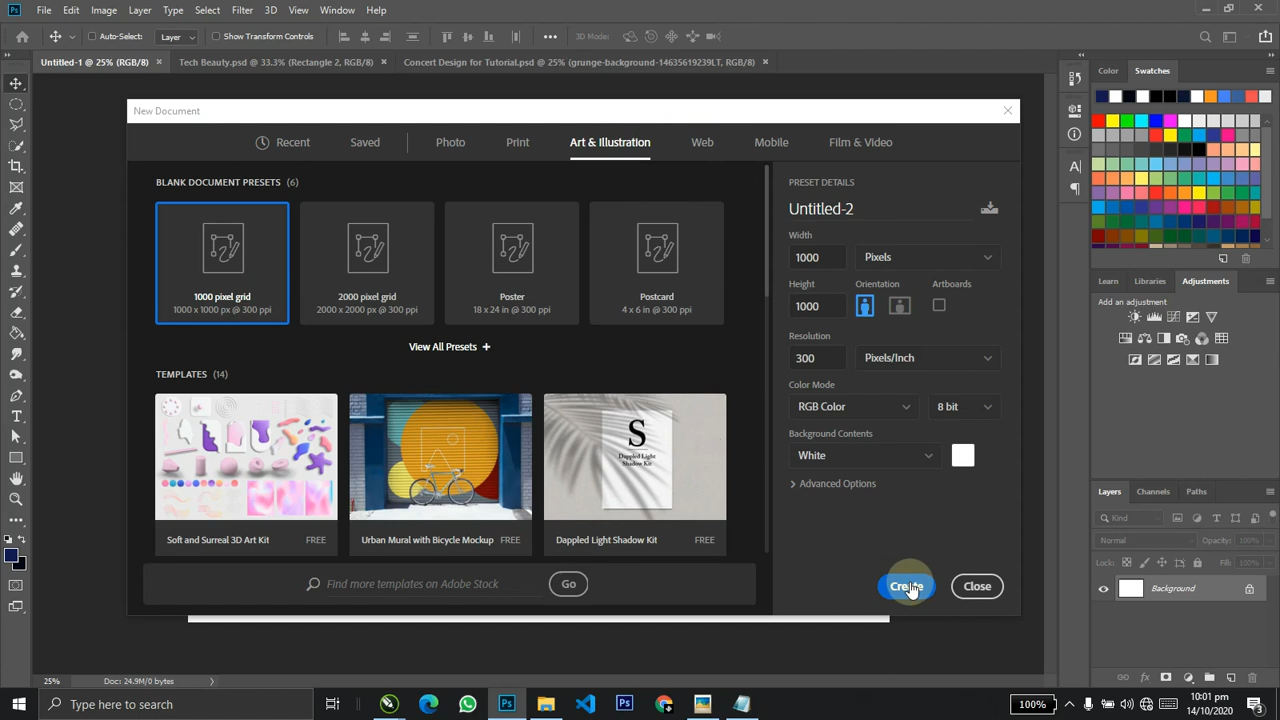 Ps File Edit Image Layer Type Select Filter 3D View Window Help
Auto-Select: Layer Show Transform Controls 3D Mode:
Untitled-1 @ 25% (RGB/8) Tech Beauty.psd @ 33.3% (Rectangle 2, RGB/8) Concert Design for Tutorial.psd @ 25% (grunge-background-14635619239LT, RGB/8)
Color Swatches
New Document
Recent Saved Photo Print Art & Illustration Web Mobile Film & Video
BLANK DOCUMENT PRESETS (6)
1000 pixel grid
1000 x 1000 px @ 300 ppi
2000 pixel grid
2000 x 2000 px @ 300 ppi
Poster
18 x 24 in @ 300 ppi
Postcard
4 x 6 in @ 300 ppi
View All Presets +
TEMPLATES (14)
S
Dappled Light
Shadow Kit
Soft and Surreal 3D Art Kit FREE
Urban Mural with Bicycle Mockup FREE
Dappled Light Shadow Kit FREE
Find more templates on Adobe Stock Go
PRESET DETAILS
Untitled-2
Width
1000 Pixels
Height Orientation Artboards
1000
Resolution
300 Pixels/Inch
Color Mode
RGB Color 8 bit
Background Contents
White
Advanced Options
Create Close
Learn Libraries Adjustments
Add an adjustment
Layers Channels Paths
Kind
Normal Opacity: 100%
Lock: Fill: 100%
Background
25% Doc: 24.9M/0 bytes
Type here to search
Ps
Ps
100%
10:01 pm
14/10/2020
3